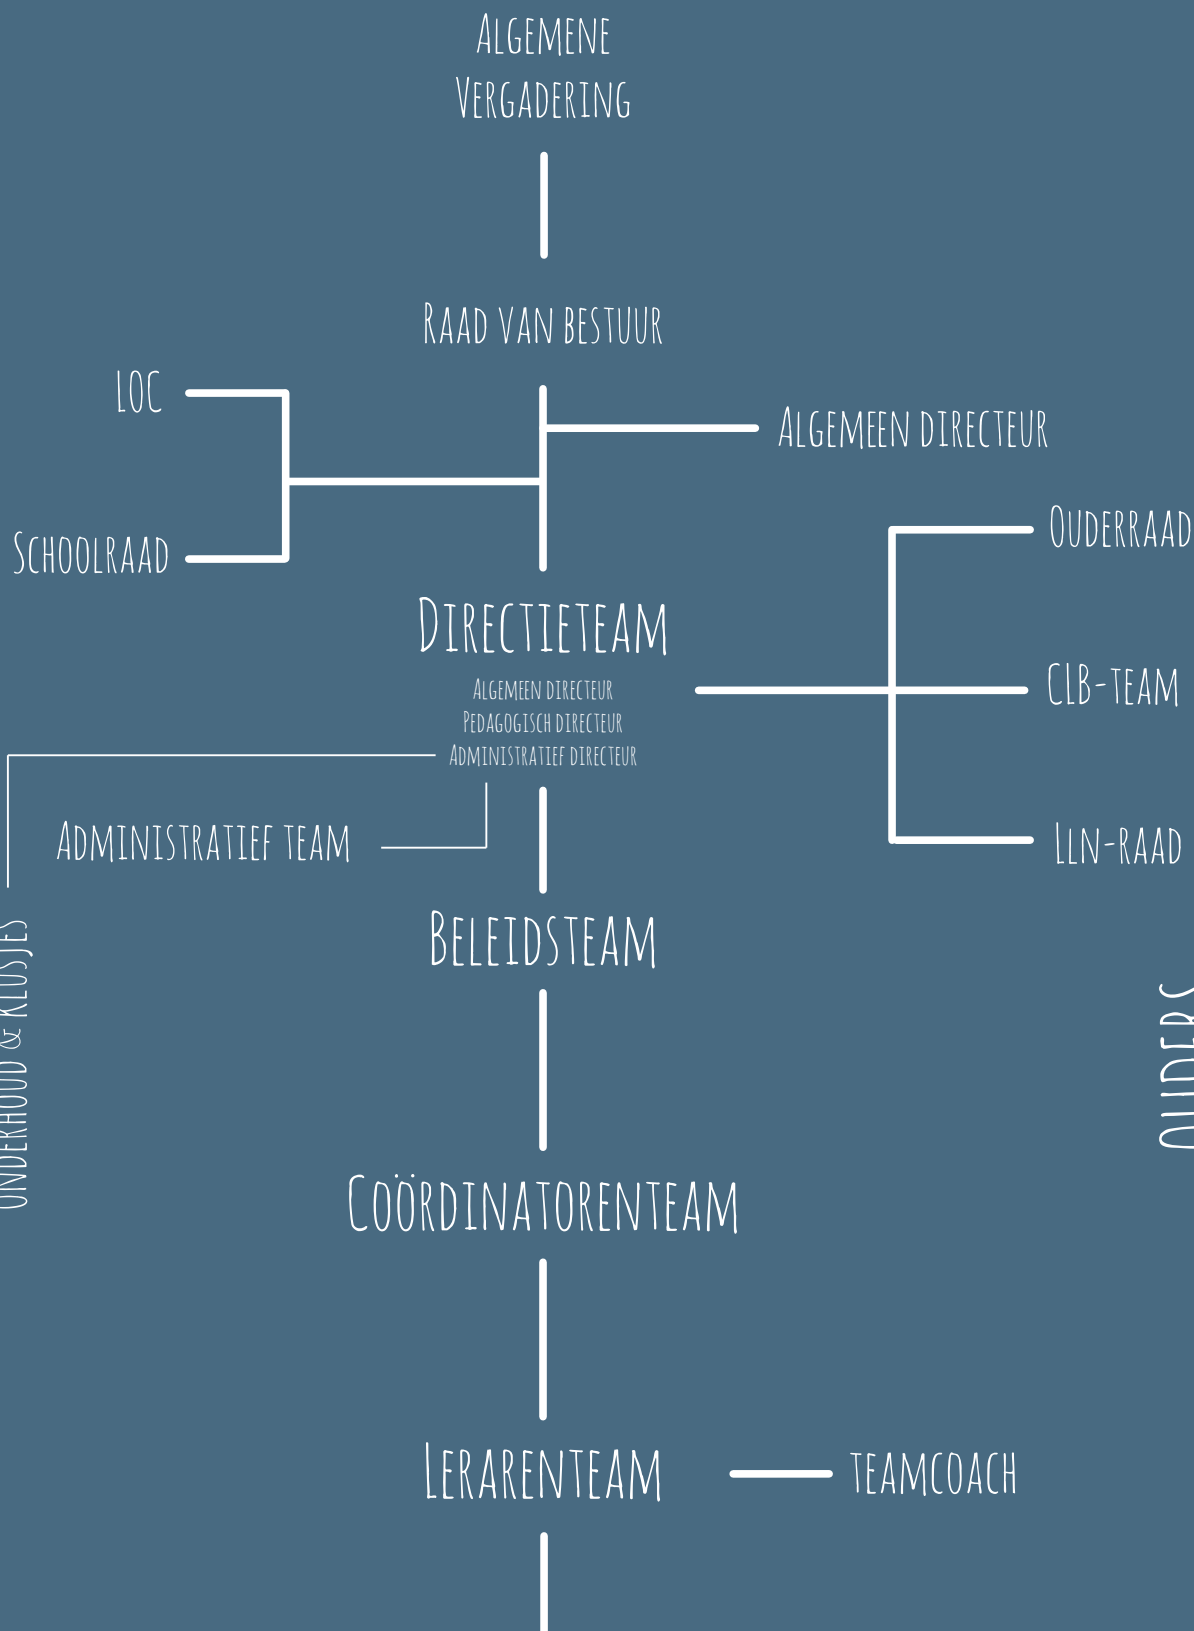 Algemene
Vergadering
Raad van bestuur
LOC
Algemeen directeur
Schoolraad
Ouderraad
Directieteam
Algemeen directeur
Pedagogisch directeur
Administratief directeur
CLB-team
Administratief team
Lln-raad
Beleidsteam
Onderhoud & klusjes
Ouders
Coördinatorenteam
Lerarenteam
teamcoach